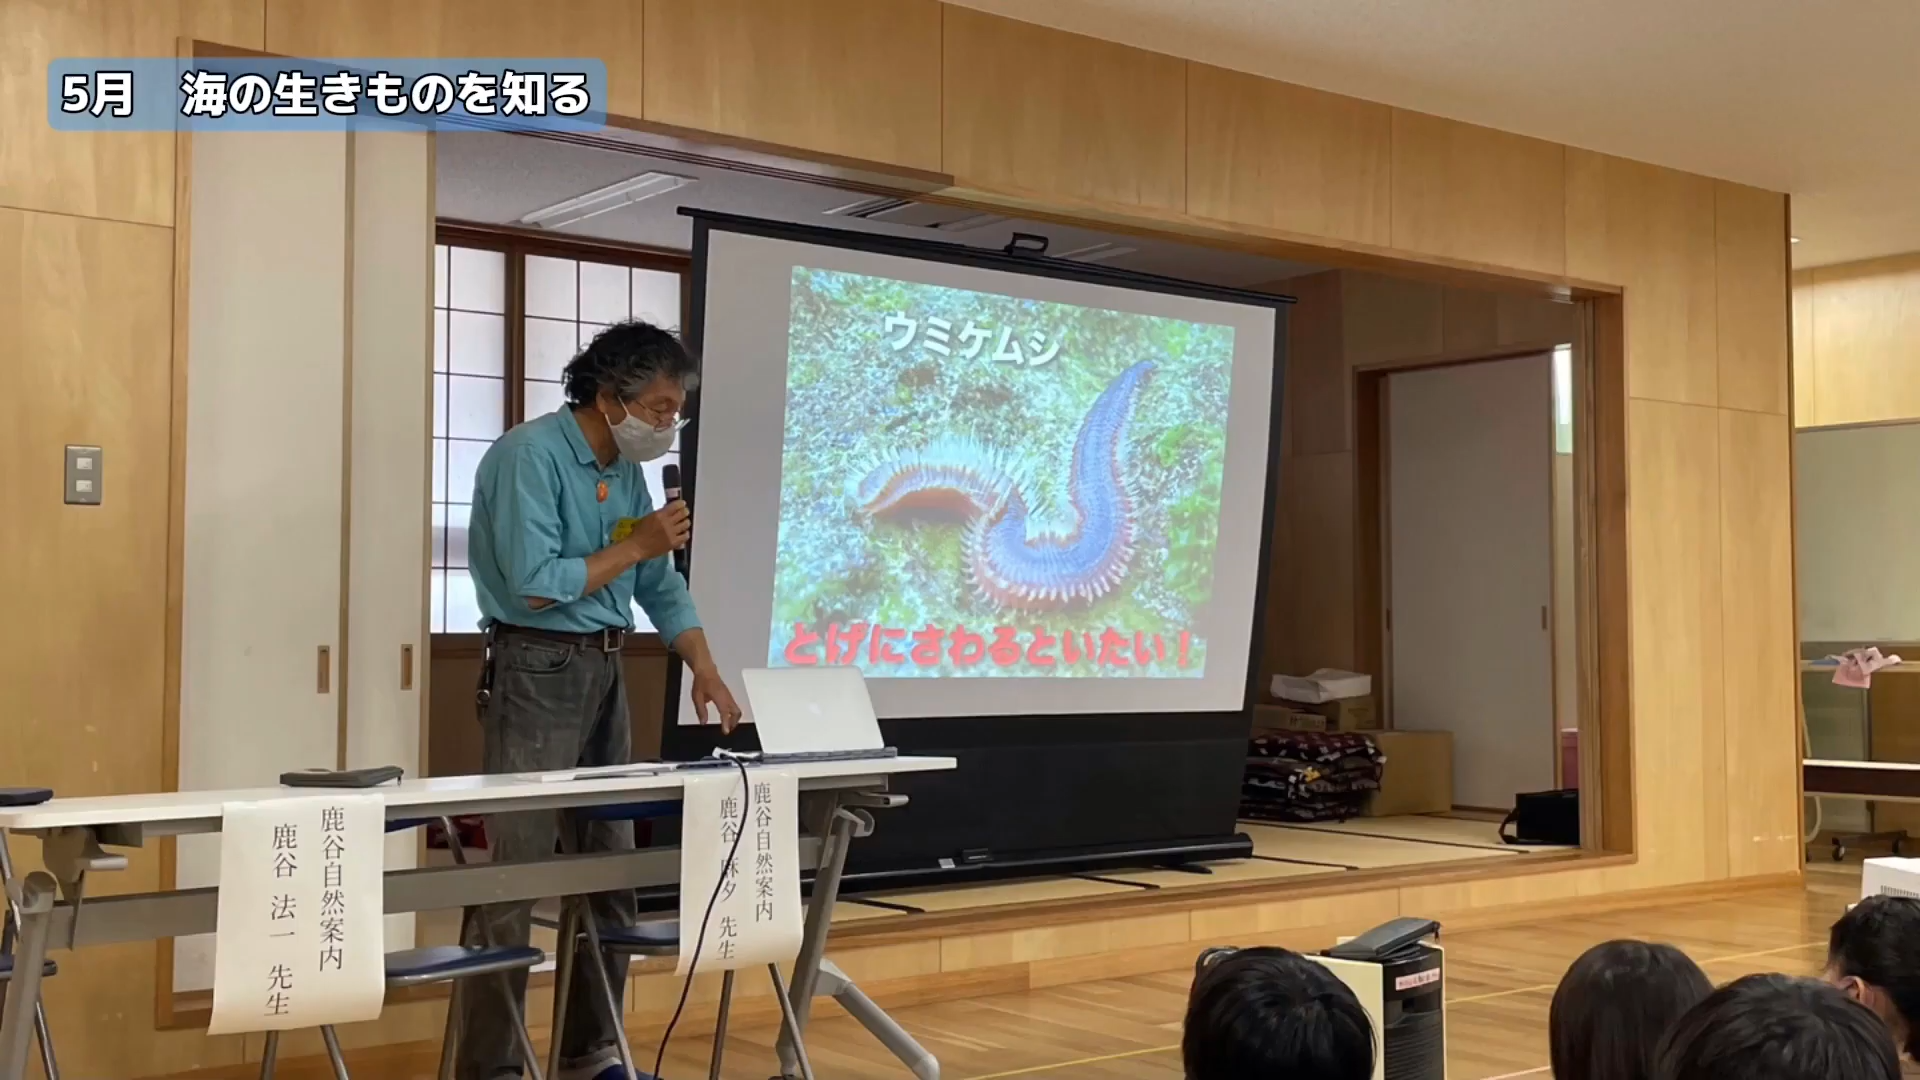 5月　海の生きものを知る
ウミケムシ
とげにさわるといたい！
鹿谷自然案内
鹿谷 法一 先生
鹿谷自然案内
鹿谷 麻夕 先生